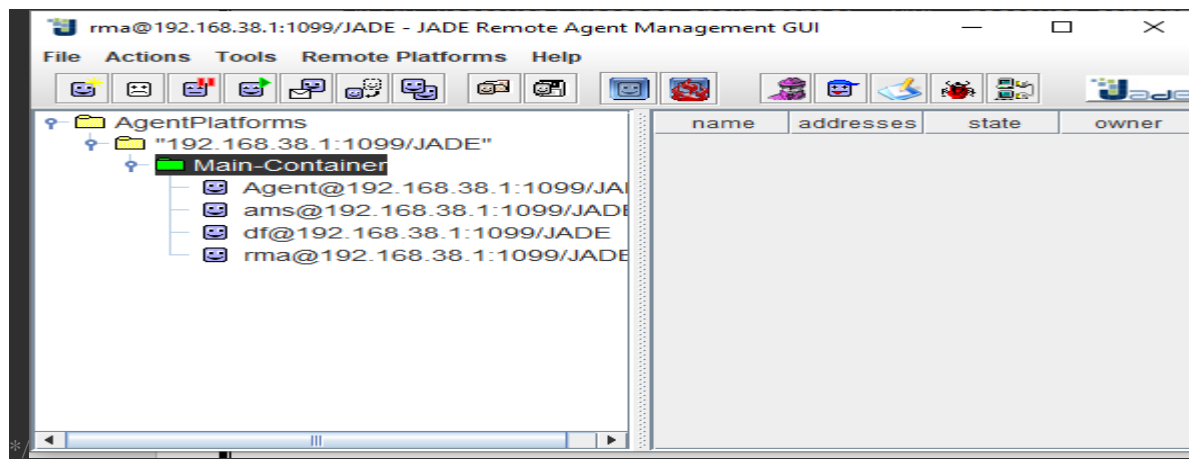 rma@192.168.38.1:1099/JADE - JADE Remote Agent Management GUI
File Actions Tools Remote Platforms Help
Jade
AgentPlatforms
"192.168.38.1:1099/JADE"
Main-Container
Agent@192.168.38.1:1099/JA
ams@192.168.38.1:1099/JADE
df@192.168.38.1:1099/JADE
rma@192.168.38.1:1099/JADE
name addresses state owner
*/